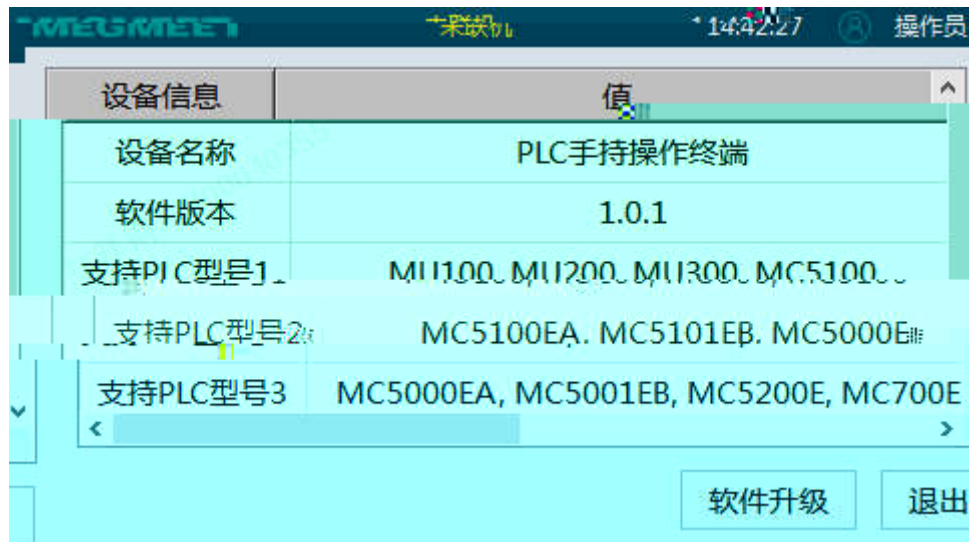 MEGMEET 未联机 14:42:27 操作员
设备信息 值
设备名称 PLC手持操作终端
软件版本 1.0.1
支持PLC型号1 MU100, MU200, MU300, MC5100
支持PLC型号2 MC5100EA, MC5101EB, MC5000E
支持PLC型号3 MC5000EA, MC5001EB, MC5200E, MC700E
软件升级 退出